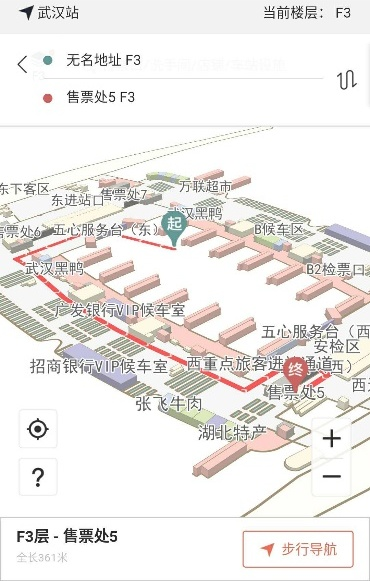 武汉站
当前楼层： F3
无名地址 F3
售票处5 F3
万联超市
东下客区
售票处7
东进站口
武汉黑鸭
起
售票处6
五心服务台（东）
B候车区
武汉黑鸭
B2检票口
广发银行VIP候车室
五心服务台（西
安检区
招商银行VIP候车室
西重点旅客进通道
西）
终
售票处5
张飞牛肉
湖北特产
+
?
−
F3层 - 售票处5
全长361米
步行导航